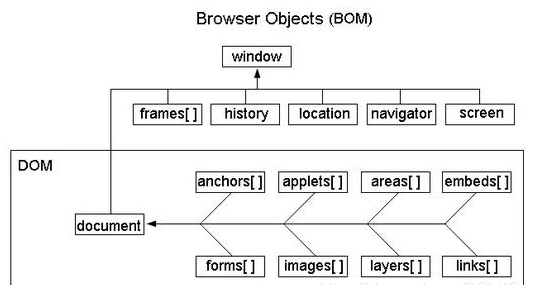 Browser Objects (BOM)
window
frames[ ] history location navigator screen
DOM
anchors[ ] applets[ ] areas[ ] embeds[ ]
document
forms[ ] images[ ] layers[ ] links[ ]